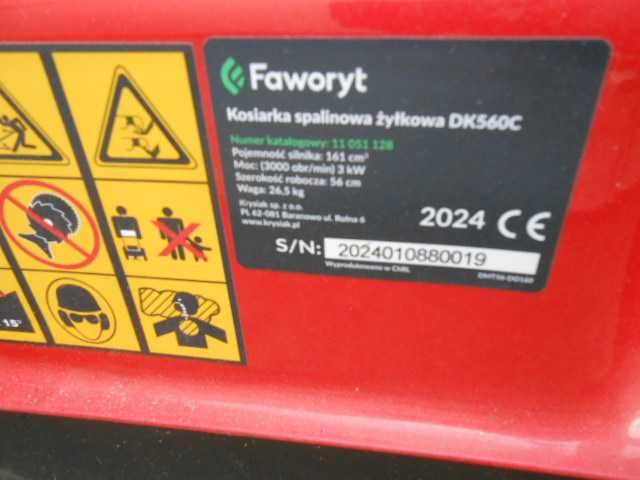 Faworyt
Kosiarka spalinowa żyłkowa DK560C
Numer katalogowy: 11 051 128
Pojemność silnika: 161 cm³
Moc: (3000 obr/min) 3 kW
Szerokość robocza: 56 cm
Waga: 26,5 kg
Krysiak sp. z o.o.
PL 62-081 Baranowo ul. Rolna 6
www.krysiak.pl
2024 CE
S/N: 2024010880019
Wyprodukowano w ChRL
15°